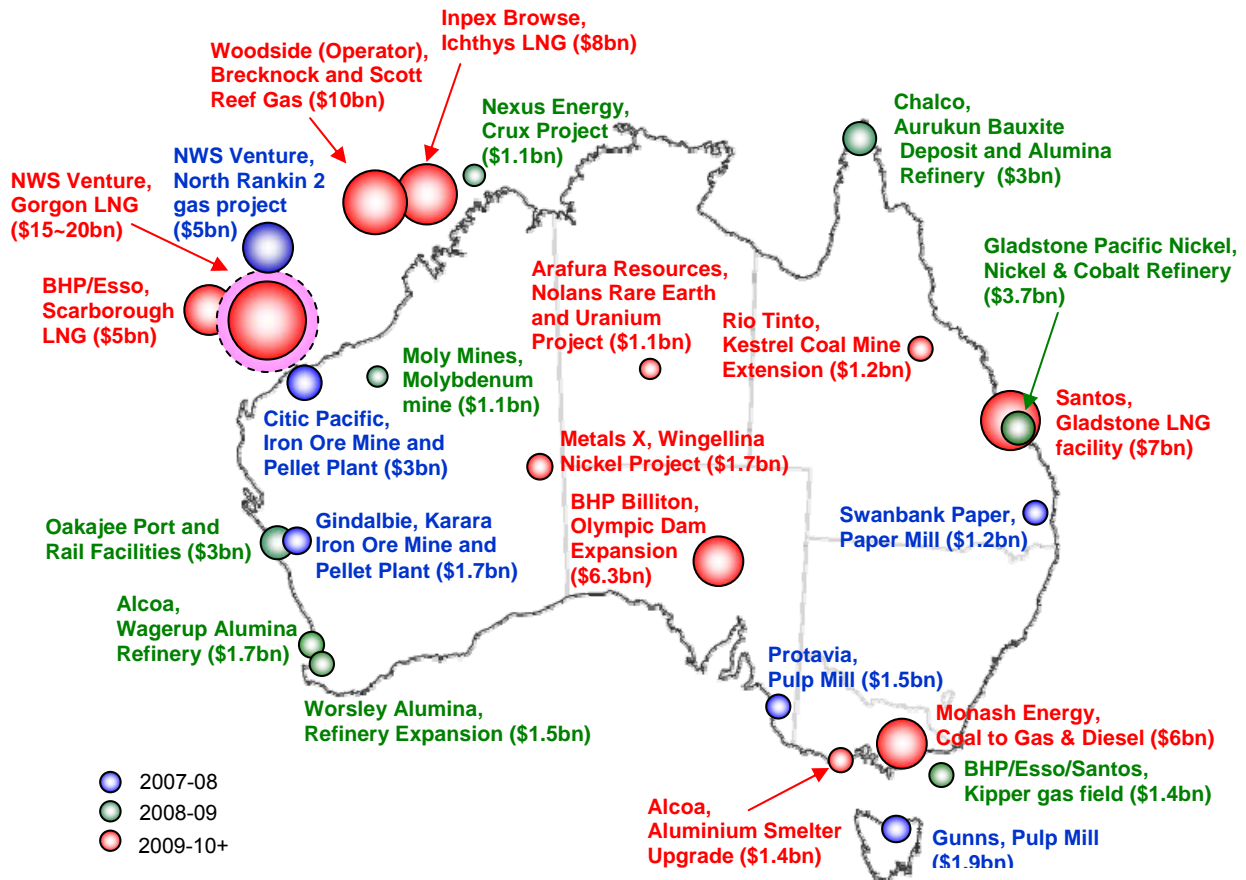 Inpex Browse,
Ichthys LNG ($8bn)
Woodside (Operator),
Brecknock and Scott
Reef Gas ($10bn)
Nexus Energy,
Crux Project
($1.1bn)
Chalco,
Aurukun Bauxite
Deposit and Alumina
Refinery ($3bn)
NWS Venture,
North Rankin 2
gas project
($5bn)
NWS Venture,
Gorgon LNG
($15~20bn)
BHP/Esso,
Scarborough
LNG ($5bn)
Gladstone Pacific Nickel,
Nickel & Cobalt Refinery
($3.7bn)
Arafura Resources,
Nolans Rare Earth
and Uranium
Project ($1.1bn)
Rio Tinto,
Kestrel Coal Mine
Extension ($1.2bn)
Moly Mines,
Molybdenum
mine ($1.1bn)
Santos,
Gladstone LNG
facility ($7bn)
Citic Pacific,
Iron Ore Mine and
Pellet Plant ($3bn)
Metals X, Wingellina
Nickel Project ($1.7bn)
BHP Billiton,
Olympic Dam
Expansion
($6.3bn)
Swanbank Paper,
Paper Mill ($1.2bn)
Oakajee Port and
Rail Facilities ($3bn)
Gindalbie, Karara
Iron Ore Mine and
Pellet Plant ($1.7bn)
Alcoa,
Wagerup Alumina
Refinery ($1.7bn)
Worsley Alumina,
Refinery Expansion ($1.5bn)
Protavia,
Pulp Mill ($1.5bn)
Monash Energy,
Coal to Gas & Diesel ($6bn)
BHP/Esso/Santos,
Kipper gas field ($1.4bn)
Alcoa,
Aluminium Smelter
Upgrade ($1.4bn)
Gunns, Pulp Mill
($1.9bn)
2007-08
2008-09
2009-10+